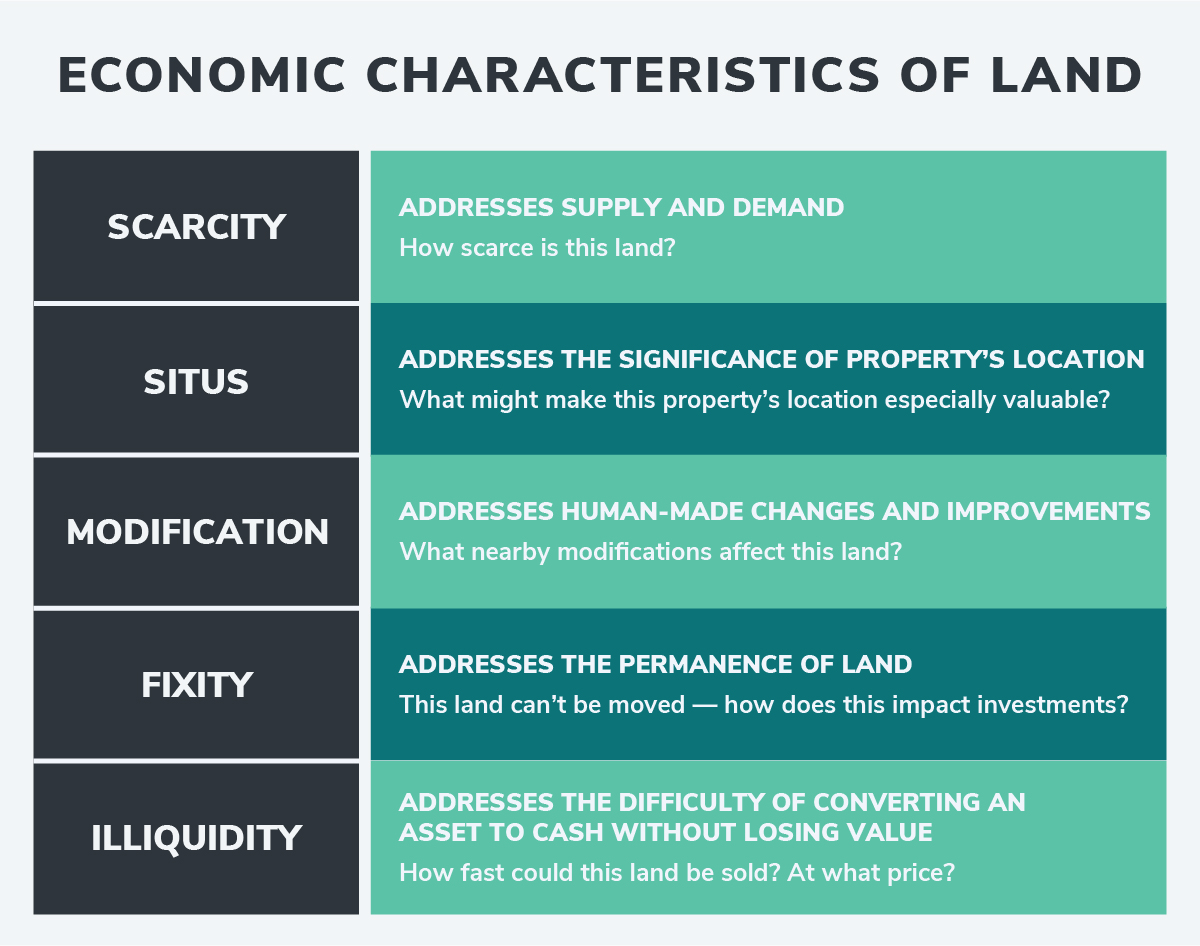 ECONOMIC CHARACTERISTICS OF LAND
SCARCITY
ADDRESSES SUPPLY AND DEMAND
How scarce is this land?
SITUS
ADDRESSES THE SIGNIFICANCE OF PROPERTY’S LOCATION
What might make this property’s location especially valuable?
MODIFICATION
ADDRESSES HUMAN-MADE CHANGES AND IMPROVEMENTS
What nearby modifications affect this land?
FIXITY
ADDRESSES THE PERMANENCE OF LAND
This land can’t be moved — how does this impact investments?
ILLIQUIDITY
ADDRESSES THE DIFFICULTY OF CONVERTING AN
ASSET TO CASH WITHOUT LOSING VALUE
How fast could this land be sold? At what price?